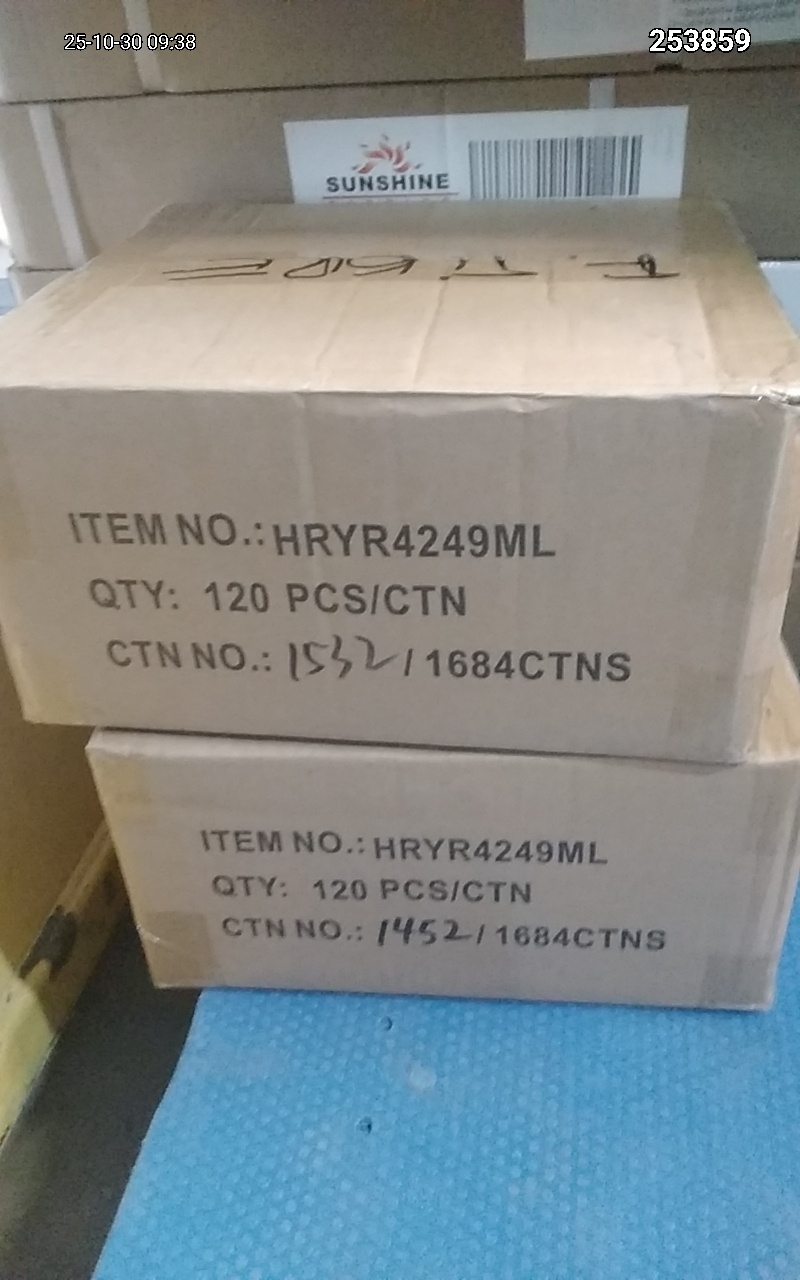 25-10-30 09:38
253859
SUNSHINE
ITEM NO.: HRYR4249ML
QTY: 120 PCS/CTN
CTN NO.: 1532 / 1684CTNS
ITEM NO.: HRYR4249ML
QTY: 120 PCS/CTN
CTN NO.: 1452 / 1684CTNS